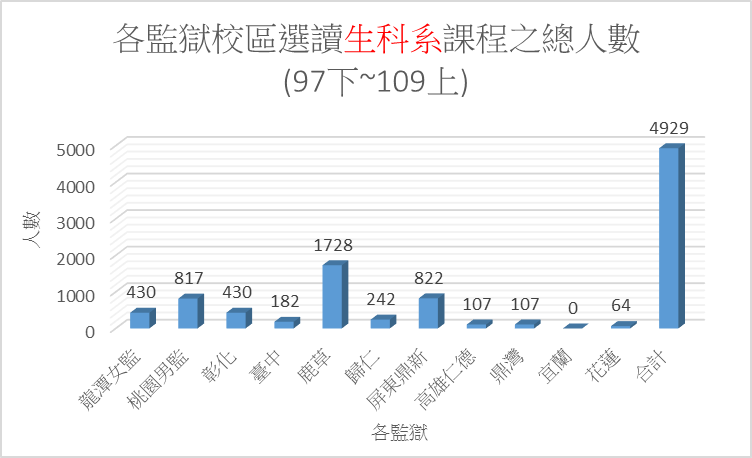 各監獄校區選讀生科系課程之總人數
(97下~109上)
4929
5000
4000
3000
2000
1000
0
人數
430
817
430
182
1728
242
822
107
107
0
64
龍潭女監
桃園男監
彰化
臺中
鹿草
歸仁
屏東鼎新
高雄仁德
鼎灣
宜蘭
花蓮
合計
各監獄